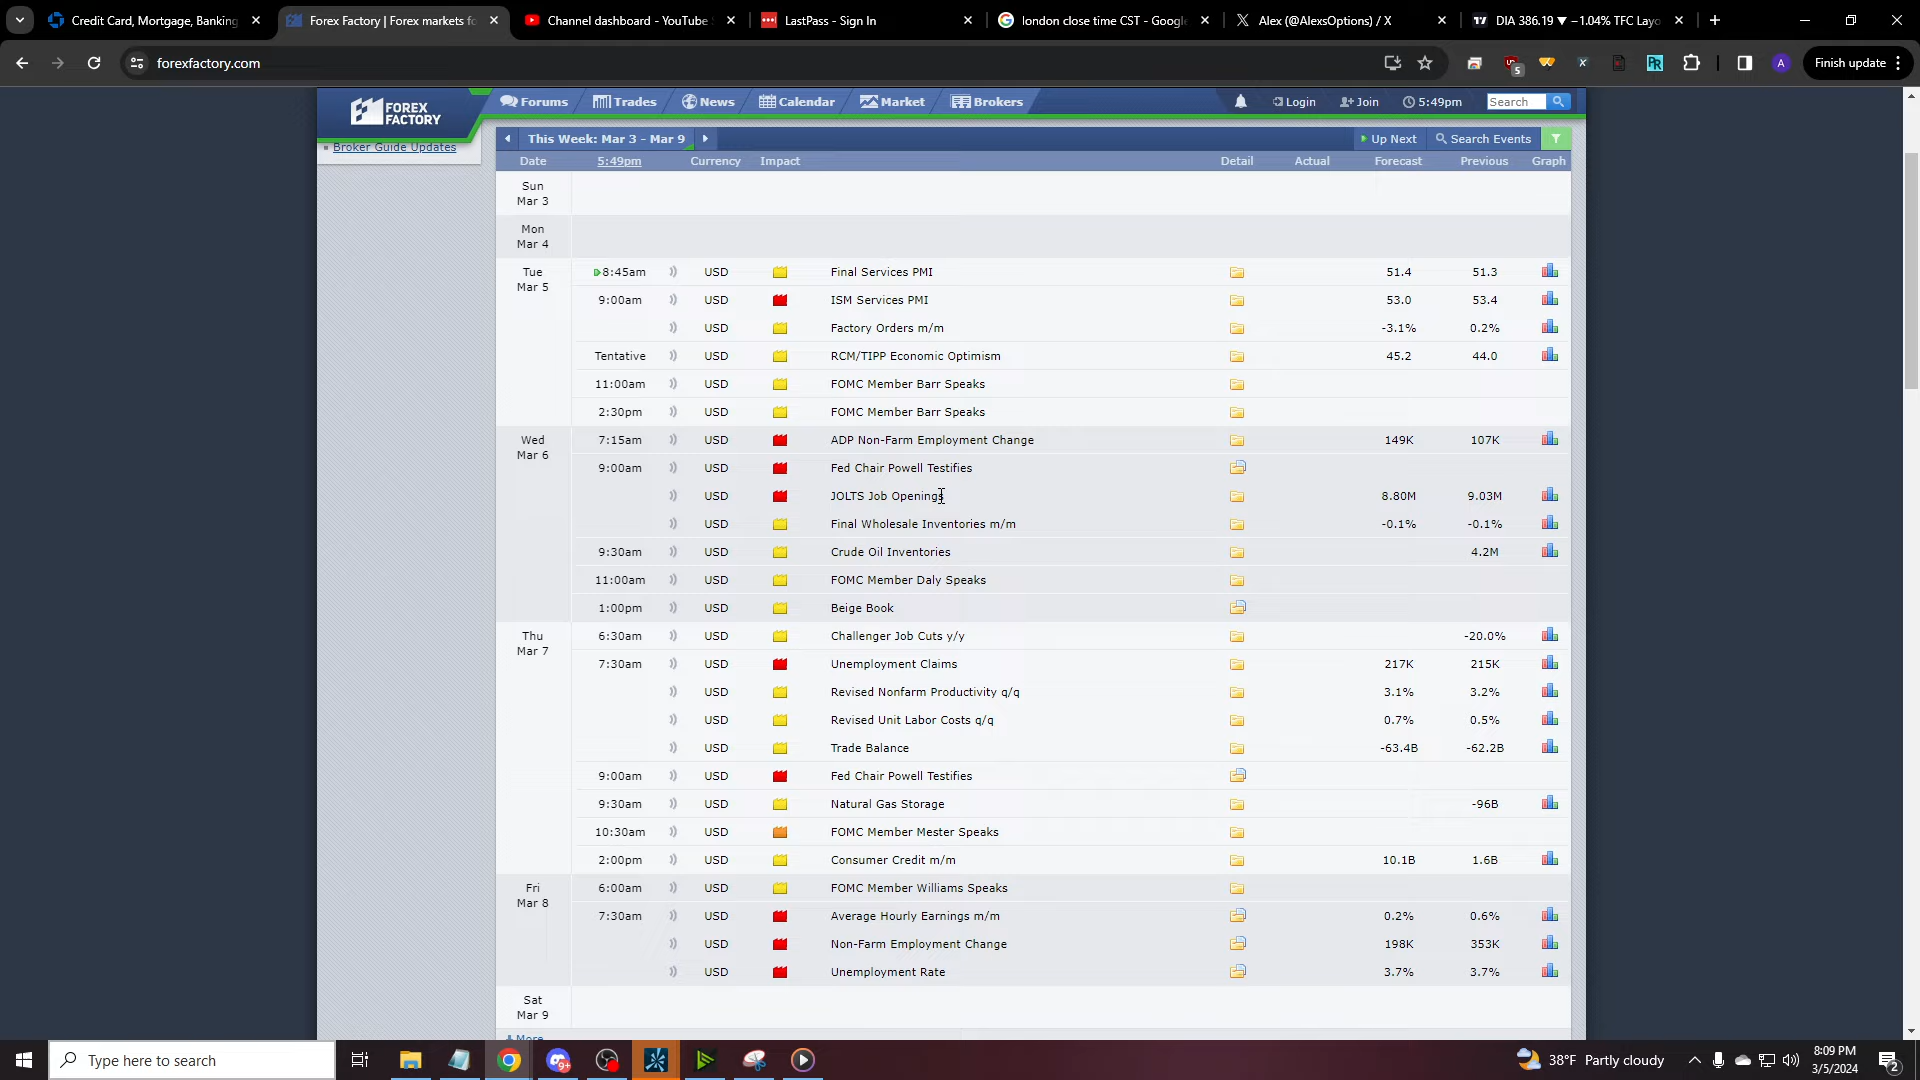 Credit Card, Mortgage, Banking
Forex Factory | Forex markets fo
Channel dashboard - YouTube S
LastPass - Sign In
london close time CST - Google
Alex (@AlexsOptions) / X
DIA 386.19 ▼ −1.04% TFC Layo
forexfactory.com
5
A
Finish update
FOREX FACTORY
Forums
Trades
News
Calendar
Market
Brokers
Login
Join
5:49pm
Search
Broker Guide Updates
This Week: Mar 3 - Mar 9
Up Next
Search Events
Date 5:49pm Currency Impact Detail Actual Forecast Previous Graph
Sun
Mar 3
Mon
Mar 4
Tue
Mar 5
8:45am USD Final Services PMI 51.4 51.3
9:00am USD ISM Services PMI 53.0 53.4
USD Factory Orders m/m -3.1% 0.2%
Tentative USD RCM/TIPP Economic Optimism 45.2 44.0
11:00am USD FOMC Member Barr Speaks
2:30pm USD FOMC Member Barr Speaks
Wed
Mar 6
7:15am USD ADP Non-Farm Employment Change 149K 107K
9:00am USD Fed Chair Powell Testifies
USD JOLTS Job Openings 8.80M 9.03M
USD Final Wholesale Inventories m/m -0.1% -0.1%
9:30am USD Crude Oil Inventories 4.2M
11:00am USD FOMC Member Daly Speaks
1:00pm USD Beige Book
Thu
Mar 7
6:30am USD Challenger Job Cuts y/y -20.0%
7:30am USD Unemployment Claims 217K 215K
USD Revised Nonfarm Productivity q/q 3.1% 3.2%
USD Revised Unit Labor Costs q/q 0.7% 0.5%
USD Trade Balance -63.4B -62.2B
9:00am USD Fed Chair Powell Testifies
9:30am USD Natural Gas Storage -96B
10:30am USD FOMC Member Mester Speaks
2:00pm USD Consumer Credit m/m 10.1B 1.6B
Fri
Mar 8
6:00am USD FOMC Member Williams Speaks
7:30am USD Average Hourly Earnings m/m 0.2% 0.6%
USD Non-Farm Employment Change 198K 353K
USD Unemployment Rate 3.7% 3.7%
Sat
Mar 9
More
Type here to search
9+
38°F Partly cloudy
8:09 PM
3/5/2024
2